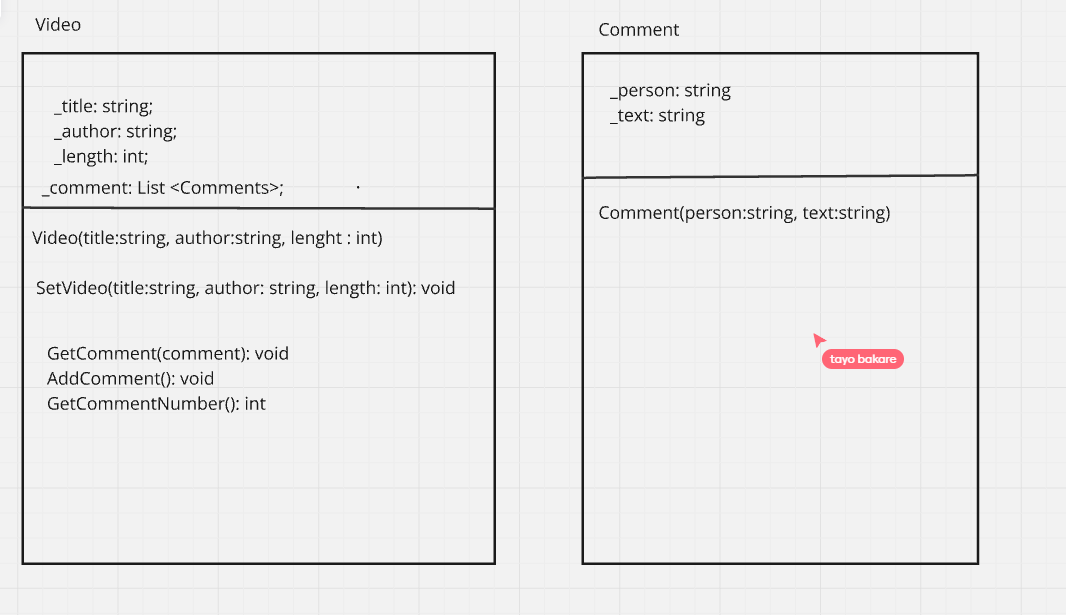 Video
_title: string;
_author: string;
_length: int;
_comment: List <Comments>;
Video(title:string, author:string, lenght : int)
SetVideo(title:string, author: string, length: int): void
GetComment(comment): void
AddComment(): void
GetCommentNumber(): int
Comment
_person: string
_text: string
Comment(person:string, text:string)
tayo bakare